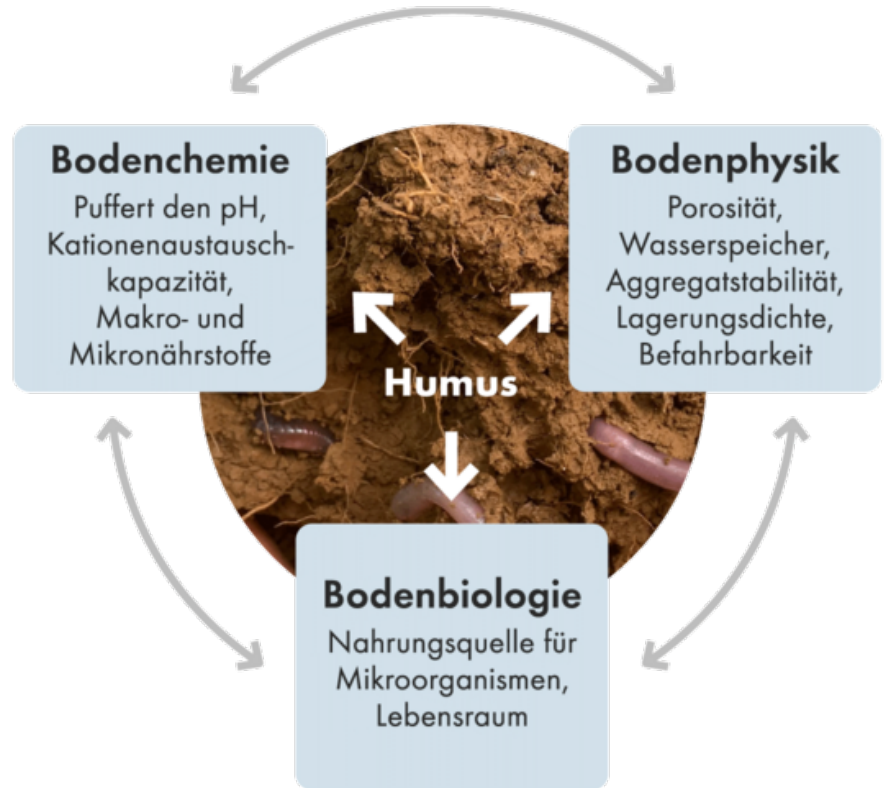 Bodenchemie
Puffert den pH,
Kationenaustausch-
kapazität,
Makro- und
Mikronährstoffe
Bodenphysik
Porosität,
Wasserspeicher,
Aggregatstabilität,
Lagerungsdichte,
Befahrbarkeit
Humus
Bodenbiologie
Nahrungsquelle für
Mikroorganismen,
Lebensraum